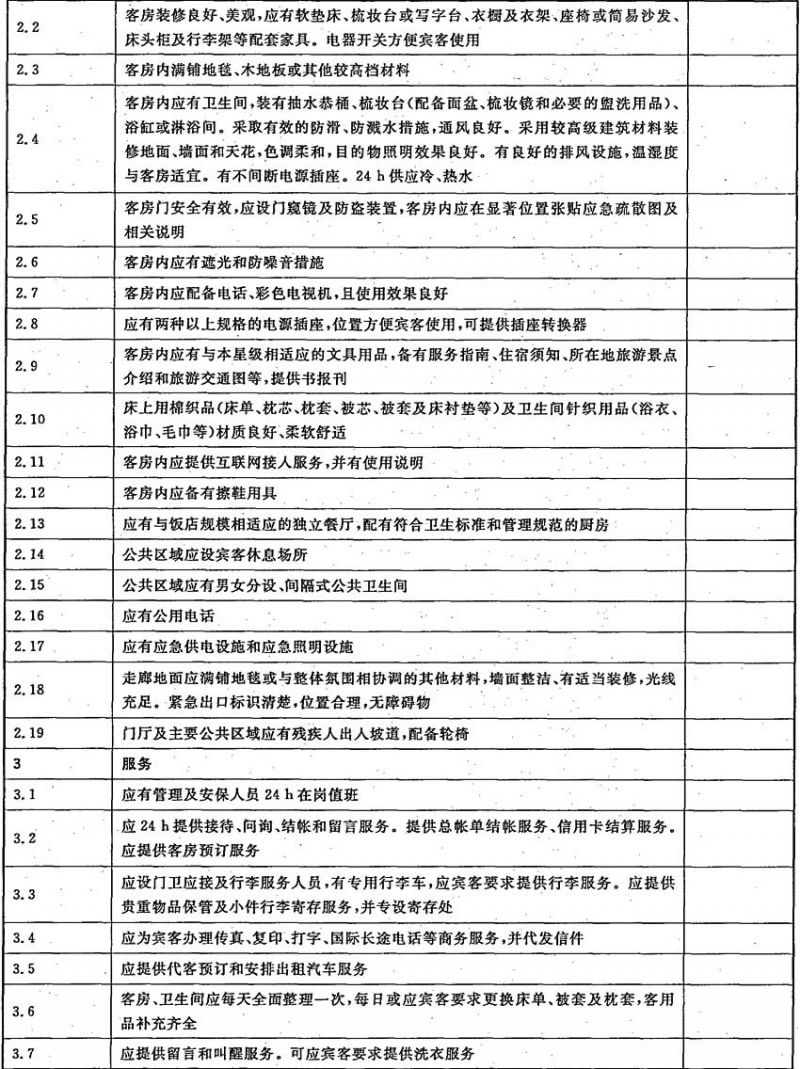 2.2
客房装修良好、美观,应有软垫床、梳妆台或写字台、衣橱及衣架、座椅或简易沙发、
床头柜及行李架等配套家具。电器开关方便宾客使用
2.3
客房内满铺地毯、木地板或其他较高档材料
2.4
客房内应有卫生间,装有抽水恭桶、梳妆台(配备面盆、梳妆镜和必要的盥洗用品)、
浴缸或淋浴间。采取有效的防滑、防溅水措施,通风良好。采用较高级建筑材料装
修地面、墙面和天花,色调柔和,目的物照明效果良好。有良好的排风设施,温湿度
与客房适宜。有不间断电源插座。24 h 供应冷、热水
2.5
客房门安全有效,应设门窥镜及防盗装置,客房内应在显著位置张贴应急疏散图及
相关说明
2.6
客房内应有遮光和防噪音措施
2.7
客房内应配备电话、彩色电视机,且使用效果良好
2.8
应有两种以上规格的电源插座,位置方便宾客使用,可提供插座转换器
2.9
客房内应有与本星级相适应的文具用品,备有服务指南、住宿须知、所在地旅游景点
介绍和旅游交通图等,提供书报刊
2.10
床上用棉织品(床单、枕芯、枕套、被芯、被套及床衬垫等)及卫生间针织用品(浴衣、
浴巾、毛巾等)材质良好、柔软舒适
2.11
客房内应提供互联网接人服务,并有使用说明
2.12
客房内应备有擦鞋用具
2.13
应有与饭店规模相适应的独立餐厅,配有符合卫生标准和管理规范的厨房
2.14
公共区域应设宾客休息场所
2.15
公共区域应有男女分设、间隔式公共卫生间
2.16
应有公用电话
2.17
应有应急供电设施和应急照明设施
2.18
走廊地面应满铺地毯或与整体氛围相协调的其他材料,墙面整洁、有适当装修,光线
充足。紧急出口标识清楚,位置合理,无障碍物
2.19
门厅及主要公共区域应有残疾人出人坡道,配备轮椅
3
服务
3.1
应有管理及安保人员 24 h 在岗值班
3.2
应 24 h 提供接待、问询、结帐和留言服务。提供总帐单结帐服务、信用卡结算服务。
应提供客房预订服务
3.3
应设门卫应接及行李服务人员,有专用行李车,应宾客要求提供行李服务。应提供
贵重物品保管及小件行李寄存服务,并专设寄存处
3.4
应为宾客办理传真、复印、打字、国际长途电话等商务服务,并代发信件
3.5
应提供代客预订和安排出租汽车服务
3.6
客房、卫生间应每天全面整理一次,每日或应宾客要求更换床单、被套及枕套,客用
品补充齐全
3.7
应提供留言和叫醒服务。可应宾客要求提供洗衣服务